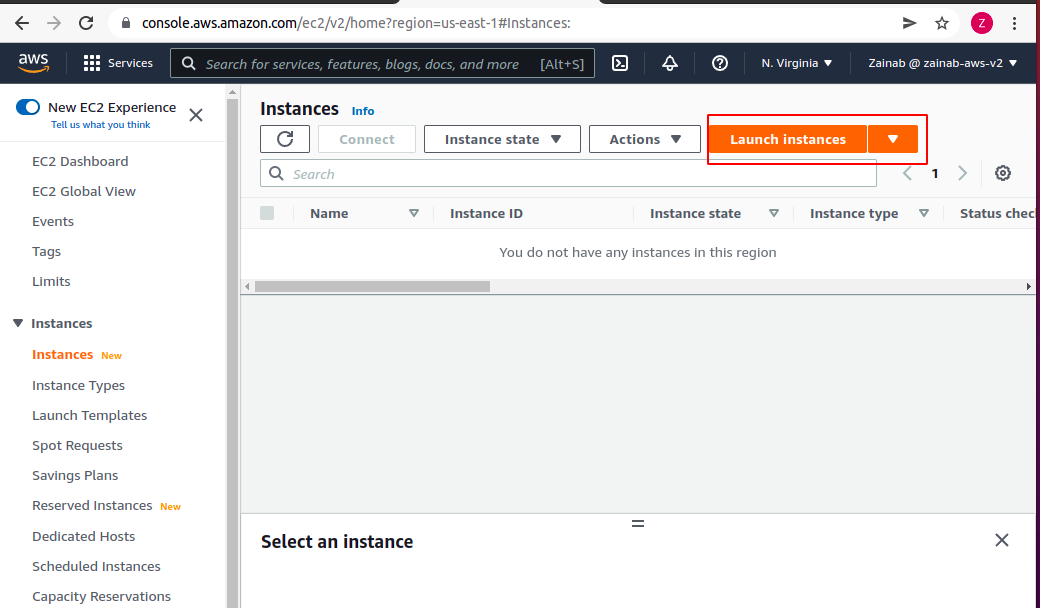 console.aws.amazon.com/ec2/v2/home?region=us-east-1#Instances:
Z
aws
Services
Search for services, features, blogs, docs, and more [Alt+S]
N. Virginia
Zainab @ zainab-aws-v2
New EC2 Experience
Tell us what you think
EC2 Dashboard
EC2 Global View
Events
Tags
Limits
Instances
Instances New
Instance Types
Launch Templates
Spot Requests
Savings Plans
Reserved Instances New
Dedicated Hosts
Scheduled Instances
Capacity Reservations
Instances Info
Connect
Instance state
Actions
Launch instances
Search
1
Name Instance ID Instance state Instance type Status chec
You do not have any instances in this region
Select an instance